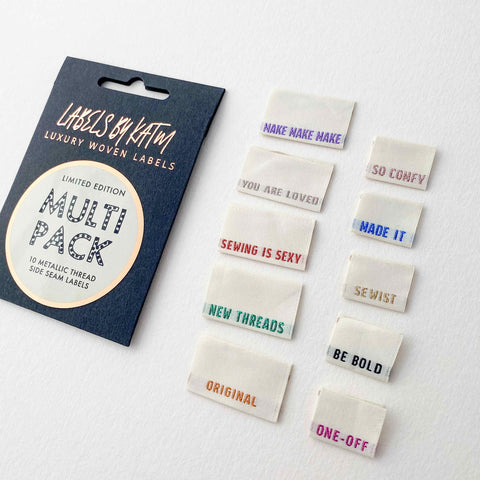 LABELS BY KATM
LUXURY WOVEN LABELS
LIMITED EDITION
MULTI
PACK
10 METALLIC THREAD
SIDE SEAM LABELS
MAKE MAKE MAKE
YOU ARE LOVED
SEWING IS SEXY
NEW THREADS
ORIGINAL
SO COMFY
MADE IT
SEWIST
BE BOLD
ONE-OFF